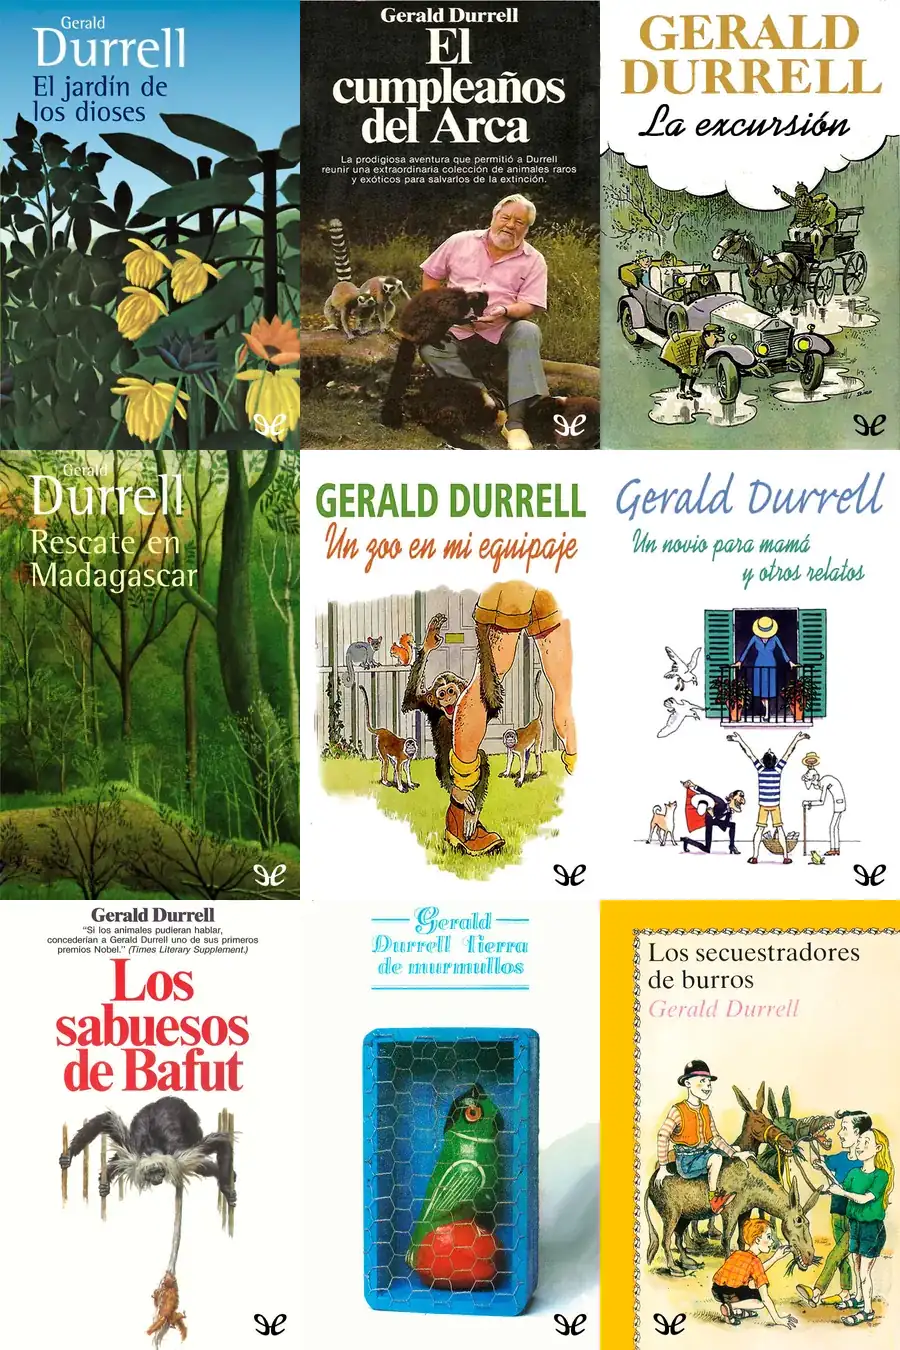 Gerald
Durrell
El jardín de
los dioses
Gerald Durrell
El
cumpleaños
del Arca
La prodigiosa aventura que permitió a Durrell
reunir una extraordinaria colección de animales raros
y exóticos para salvarlos de la extinción.
GERALD
DURRELL
La excursión
Gerald
Durrell
Rescate en
Madagascar
GERALD DURRELL
Un zoo en mi equipaje
Gerald Durrell
Un novio para mamá
y otros relatos
Gerald Durrell
“Si los animales pudieran hablar,
concederían a Gerald Durrell uno de sus primeros
premios Nobel.” (Times Literary Supplement.)
Los
sabuesos
de Bafut
Gerald
Durrell Tierra
de murmullos
Los secuestradores
de burros
Gerald Durrell